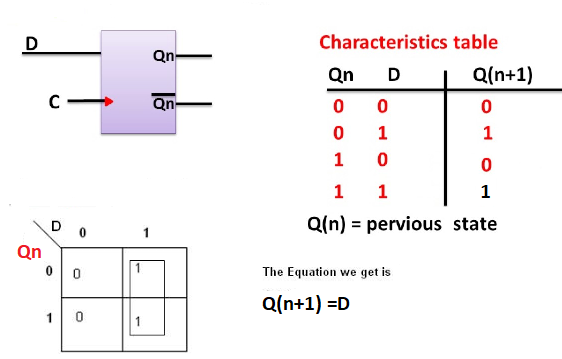 D
Qn
C
Qn
Characteristics table
Qn D Q(n+1)
0 0 0
0 1 1
1 0 0
1 1 1
Q(n) = pervious state
D 0 1
Qn
0 0 1
1 0 1
The Equation we get is
Q(n+1) =D